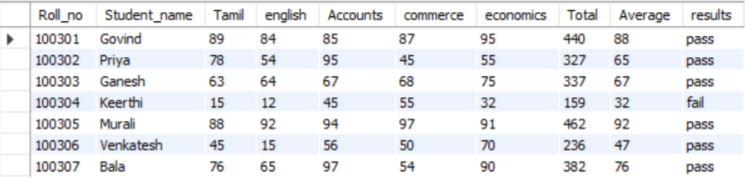 Roll_no Student_name Tamil english Accounts commerce economics Total Average results
100301 Govind 89 84 85 87 95 440 88 pass
100302 Priya 78 54 95 45 55 327 65 pass
100303 Ganesh 63 64 67 68 75 337 67 pass
100304 Keerthi 15 12 45 55 32 159 32 fail
100305 Murali 88 92 94 97 91 462 92 pass
100306 Venkatesh 45 15 56 50 70 236 47 pass
100307 Bala 76 65 97 54 90 382 76 pass